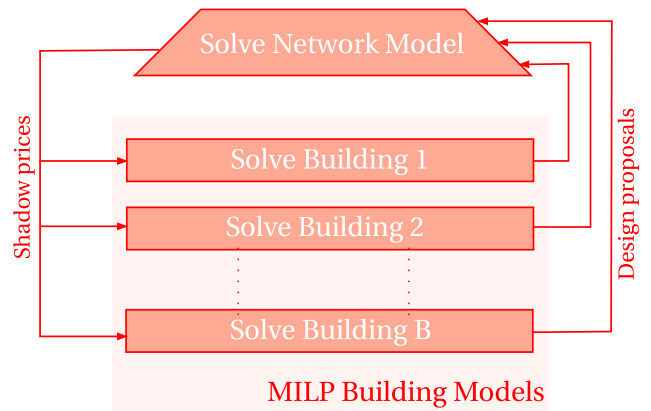 Solve Network Model
Shadow prices
Solve Building 1
Solve Building 2
Solve Building B
Design proposals
MILP Building Models